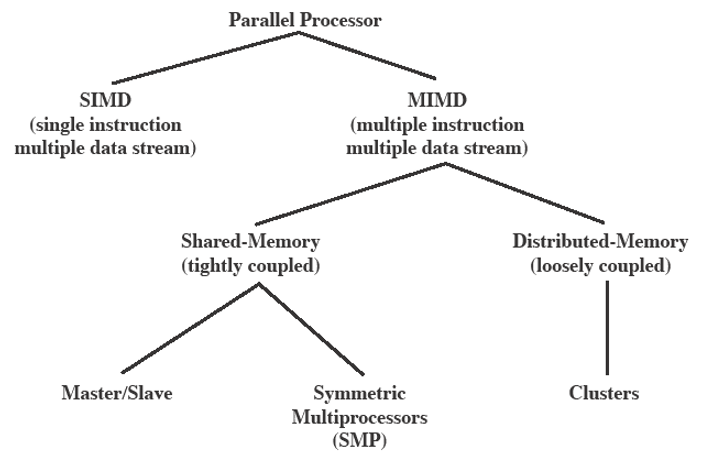 Parallel Processor
SIMD
(single instruction
multiple data stream)
MIMD
(multiple instruction
multiple data stream)
Shared-Memory
(tightly coupled)
Distributed-Memory
(loosely coupled)
Master/Slave
Symmetric
Multiprocessors
(SMP)
Clusters